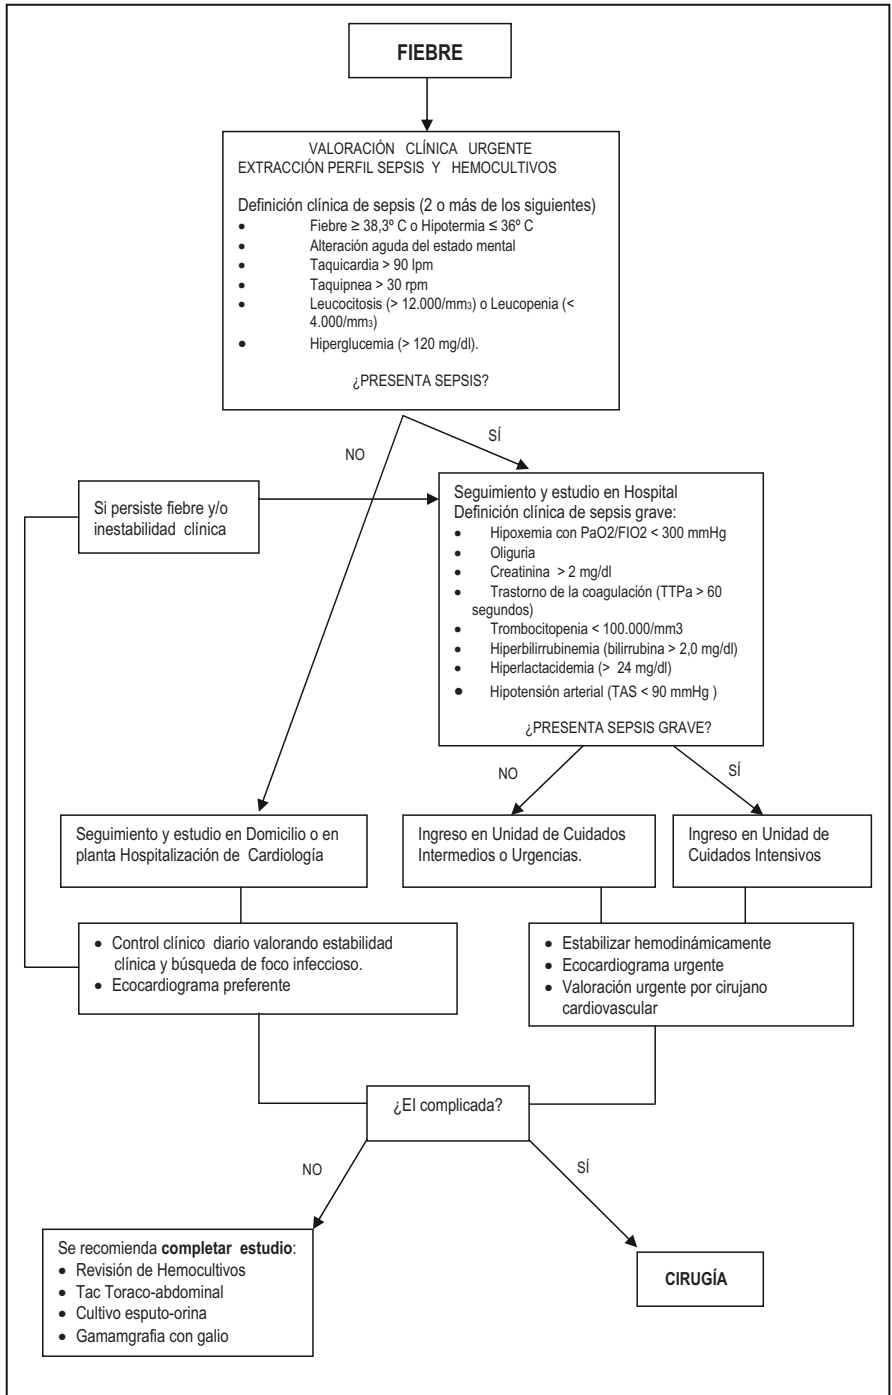 FIEBRE
VALORACIÓN CLÍNICA URGENTE
EXTRACCIÓN PERFIL SEPSIS Y HEMOCULTIVOS
Definición clínica de sepsis (2 o más de los siguientes)
• Fiebre ≥ 38,3º C o Hipotermia ≤ 36º C
• Alteración aguda del estado mental
• Taquicardia > 90 lpm
• Taquipnea > 30 rpm
• Leucocitosis (> 12.000/mm3) o Leucopenia (<
4.000/mm3)
• Hiperglucemia (> 120 mg/dl).
¿PRESENTA SEPSIS?
NO
SÍ
Si persiste fiebre y/o
inestabilidad clínica
Seguimiento y estudio en Hospital
Definición clínica de sepsis grave:
• Hipoxemia con PaO2/FIO2 < 300 mmHg
• Oliguria
• Creatinina > 2 mg/dl
• Trastorno de la coagulación (TTPa > 60
segundos)
• Trombocitopenia < 100.000/mm3
• Hiperbilirrubinemia (bilirrubina > 2,0 mg/dl)
• Hiperlactacidemia (> 24 mg/dl)
• Hipotensión arterial (TAS < 90 mmHg )
¿PRESENTA SEPSIS GRAVE?
NO
SÍ
Seguimiento y estudio en Domicilio o en
planta Hospitalización de Cardiología
Ingreso en Unidad de Cuidados
Intermedios o Urgencias.
Ingreso en Unidad de
Cuidados Intensivos
• Control clínico diario valorando estabilidad
clínica y búsqueda de foco infeccioso.
• Ecocardiograma preferente
• Estabilizar hemodinámicamente
• Ecocardiograma urgente
• Valoración urgente por cirujano
cardiovascular
¿EI complicada?
NO
SÍ
Se recomienda completar estudio:
• Revisión de Hemocultivos
• Tac Toraco-abdominal
• Cultivo esputo-orina
• Gamamgrafia con galio
CIRUGÍA